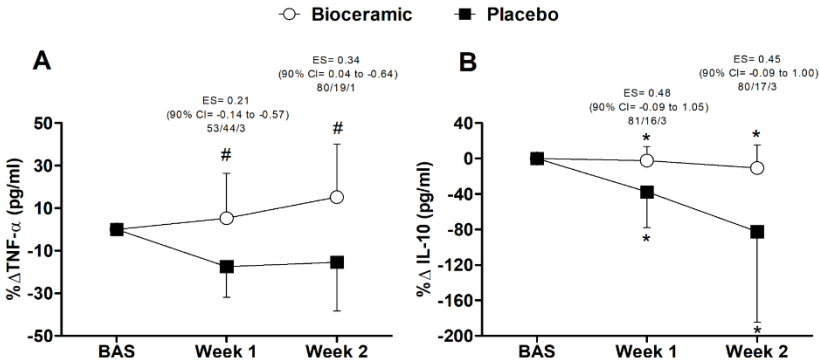 Bioceramic Placebo
A
ES= 0.34
(90% CI= 0.04 to -0.64)
80/19/1
ES= 0.21
(90% CI= -0.14 to -0.57)
53/44/3
# #
50
30
10
-10
-30
-50
%ΔTNF-α (pg/ml)
BAS Week 1 Week 2
B
ES= 0.45
(90% CI= -0.09 to 1.00)
80/17/3
ES= 0.48
(90% CI= -0.09 to 1.05)
81/16/3
* *
*
*
40
0
-40
-80
-120
-160
-200
%Δ IL-10 (pg/ml)
BAS Week 1 Week 2